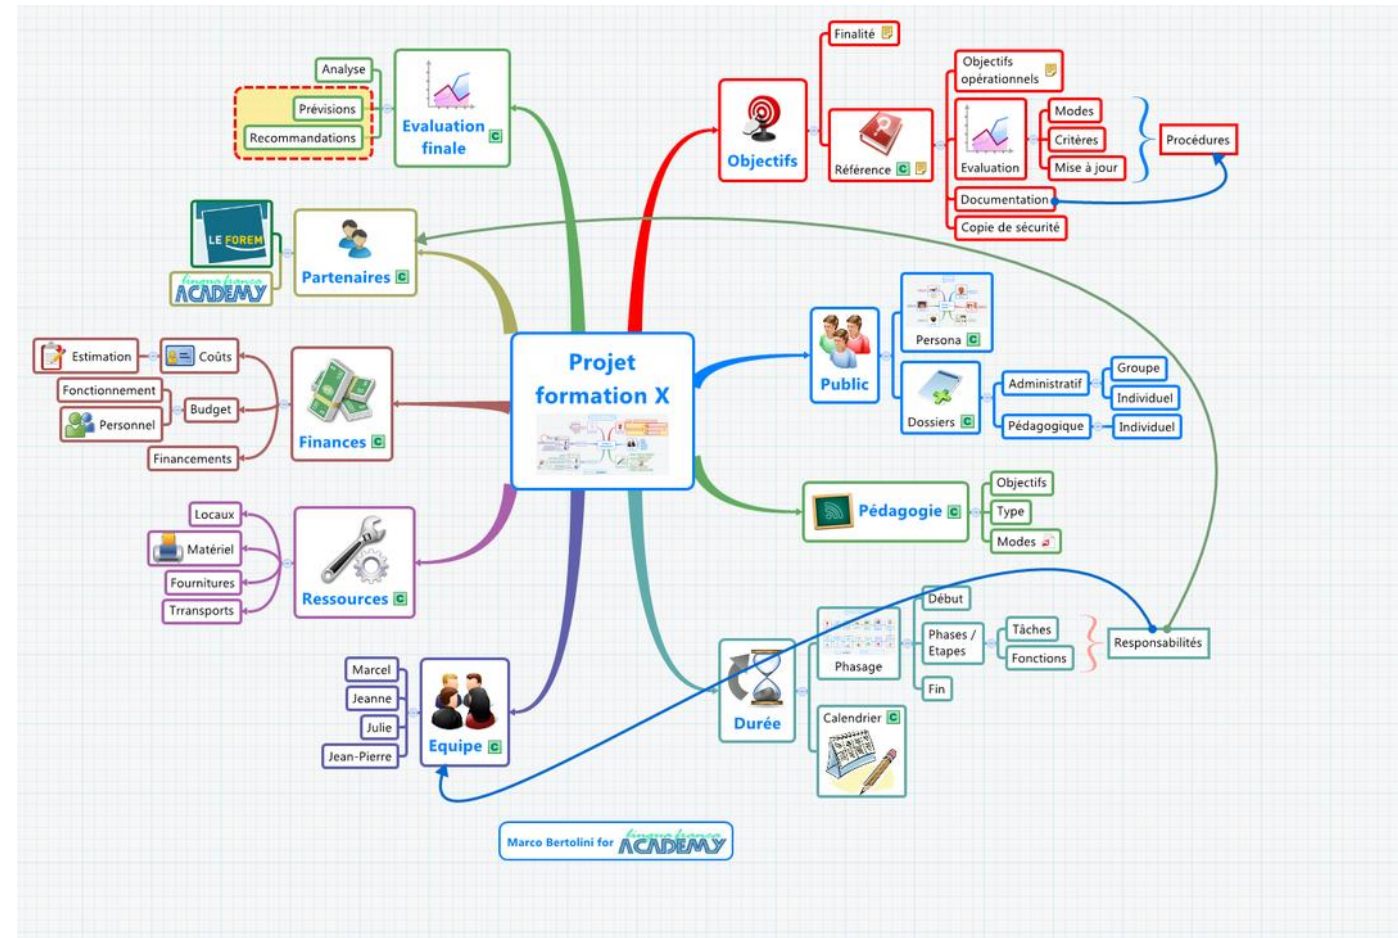 Projet
formation X
Objectifs
Finalité
Référence
Objectifs
opérationnels
Evaluation
Modes
Critères
Mise à jour
Procédures
Documentation
Copie de sécurité
Public
Persona
Dossiers
Administratif
Groupe
Individuel
Pédagogique
Individuel
Pédagogie
Objectifs
Type
Modes
Durée
Phasage
Début
Phases /
Etapes
Tâches
Fonctions
Fin
Responsabilités
Calendrier
Equipe
Marcel
Jeanne
Julie
Jean-Pierre
Ressources
Locaux
Matériel
Fournitures
Trransports
Finances
Coûts
Estimation
Budget
Fonctionnement
Personnel
Financements
Partenaires
LE FOREM
lingua franca
ACADEMY
Evaluation
finale
Analyse
Prévisions
Recommandations
Marco Bertolini for lingua franca ACADEMY